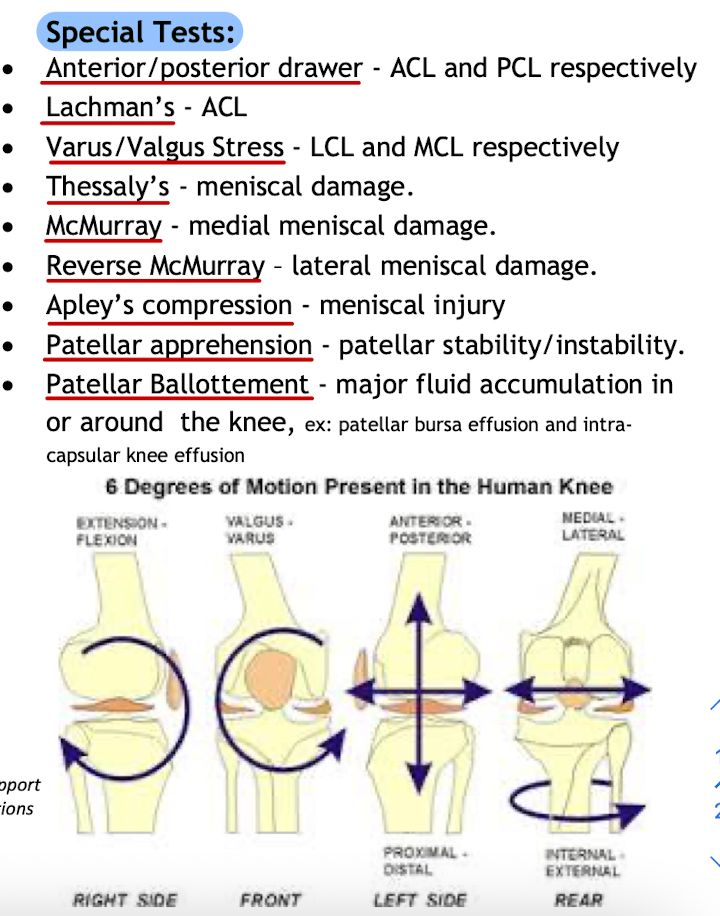 Special Tests:
• Anterior/posterior drawer - ACL and PCL respectively
• Lachman's - ACL
• Varus/Valgus Stress - LCL and MCL respectively
• Thessaly's - meniscal damage.
• McMurray - medial meniscal damage.
• Reverse McMurray – lateral meniscal damage.
• Apley's compression - meniscal injury
• Patellar apprehension - patellar stability/instability.
• Patellar Ballottement - major fluid accumulation in
or around the knee, ex: patellar bursa effusion and intra-
capsular knee effusion
6 Degrees of Motion Present in the Human Knee
EXTENSION -
FLEXION
VALGUS -
VARUS
ANTERIOR -
POSTERIOR
MEDIAL -
LATERAL
PROXIMAL -
DISTAL
INTERNAL -
EXTERNAL
RIGHT SIDE
FRONT
LEFT SIDE
REAR